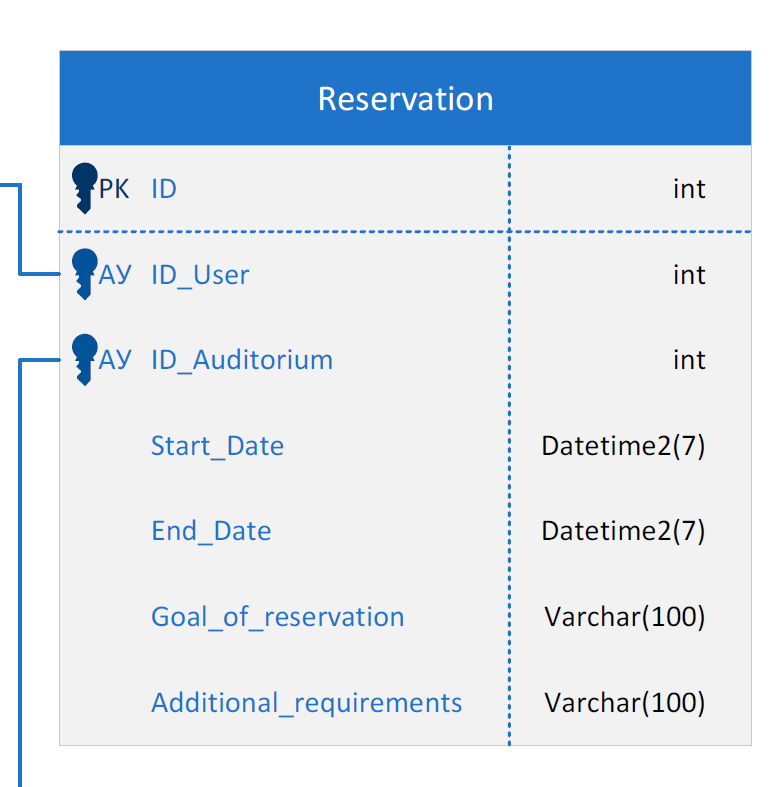 Reservation
PK ID int
АУ ID_User int
АУ ID_Auditorium int
Start_Date Datetime2(7)
End_Date Datetime2(7)
Goal_of_reservation Varchar(100)
Additional_requirements Varchar(100)